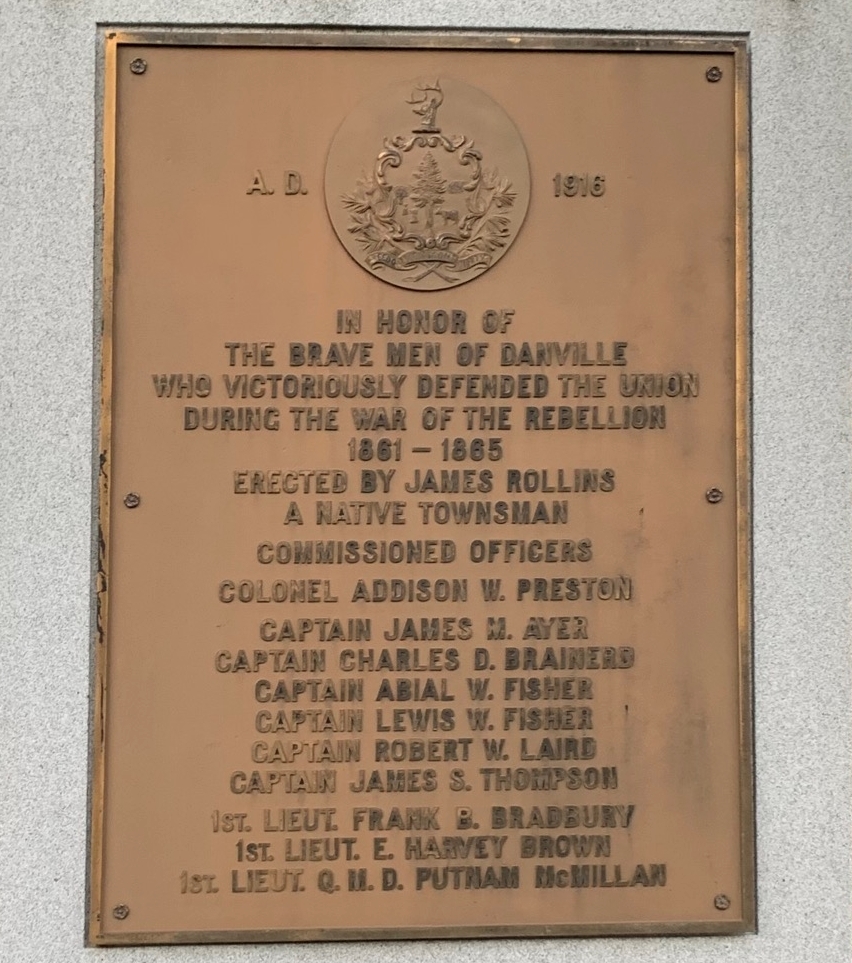 A. D. 1916
IN HONOR OF
THE BRAVE MEN OF DANVILLE
WHO VICTORIOUSLY DEFENDED THE UNION
DURING THE WAR OF THE REBELLION
1861 – 1865
ERECTED BY JAMES ROLLINS
A NATIVE TOWNSMAN
COMMISSIONED OFFICERS
COLONEL ADDISON W. PRESTON
CAPTAIN JAMES M. AYER
CAPTAIN CHARLES D. BRAINERD
CAPTAIN ABIAL W. FISHER
CAPTAIN LEWIS W. FISHER
CAPTAIN ROBERT W. LAIRD
CAPTAIN JAMES S. THOMPSON
1ST. LIEUT. FRANK B. BRADBURY
1ST. LIEUT. E. HARVEY BROWN
1ST. LIEUT. Q. M. D. PUTNAM McMILLAN